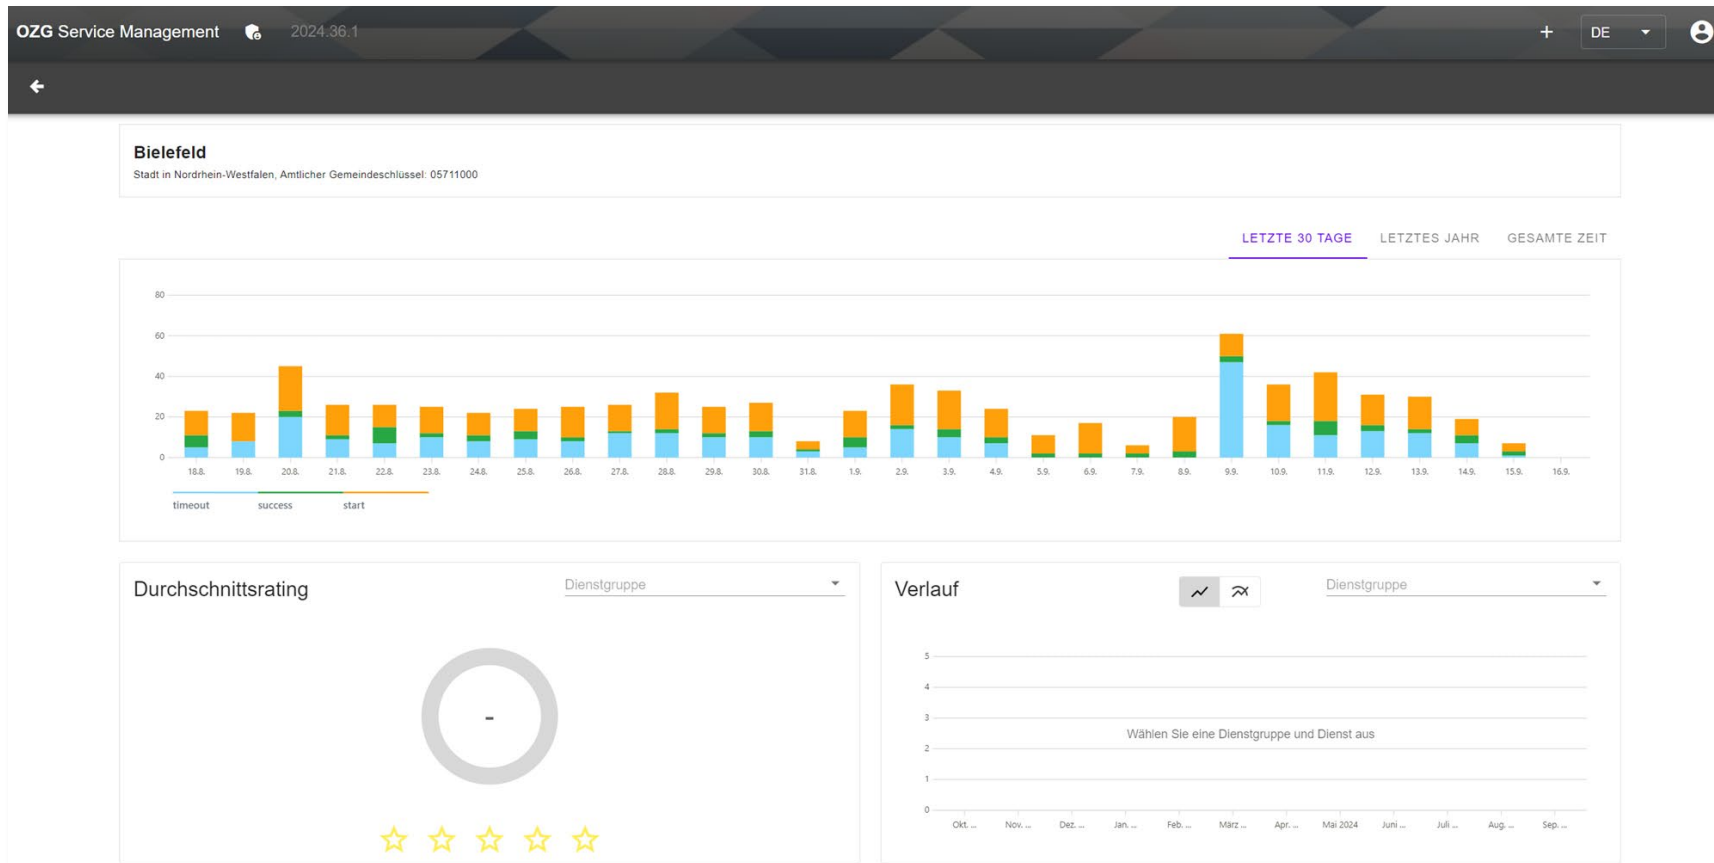 OZG Service Management 2024.36.1 + DE
Bielefeld
Stadt in Nordrhein-Westfalen, Amtlicher Gemeindeschlüssel: 05711000
LETZTE 30 TAGE LETZTES JAHR GESAMTE ZEIT
80
60
40
20
0
18.8. 19.8. 20.8. 21.8. 22.8. 23.8. 24.8. 25.8. 26.8. 27.8. 28.8. 29.8. 30.8. 31.8. 1.9. 2.9. 3.9. 4.9. 5.9. 6.9. 7.9. 8.9. 9.9. 10.9. 11.9. 12.9. 13.9. 14.9. 15.9. 16.9.
timeout success start
Durchschnittsrating Dienstgruppe
-
Verlauf Dienstgruppe
5
4
3
Wählen Sie eine Dienstgruppe und Dienst aus
2
1
0
Okt. ... Nov. ... Dez. ... Jan. ... Feb. ... März ... Apr. ... Mai 2024 Juni ... Juli ... Aug. ... Sep. ...